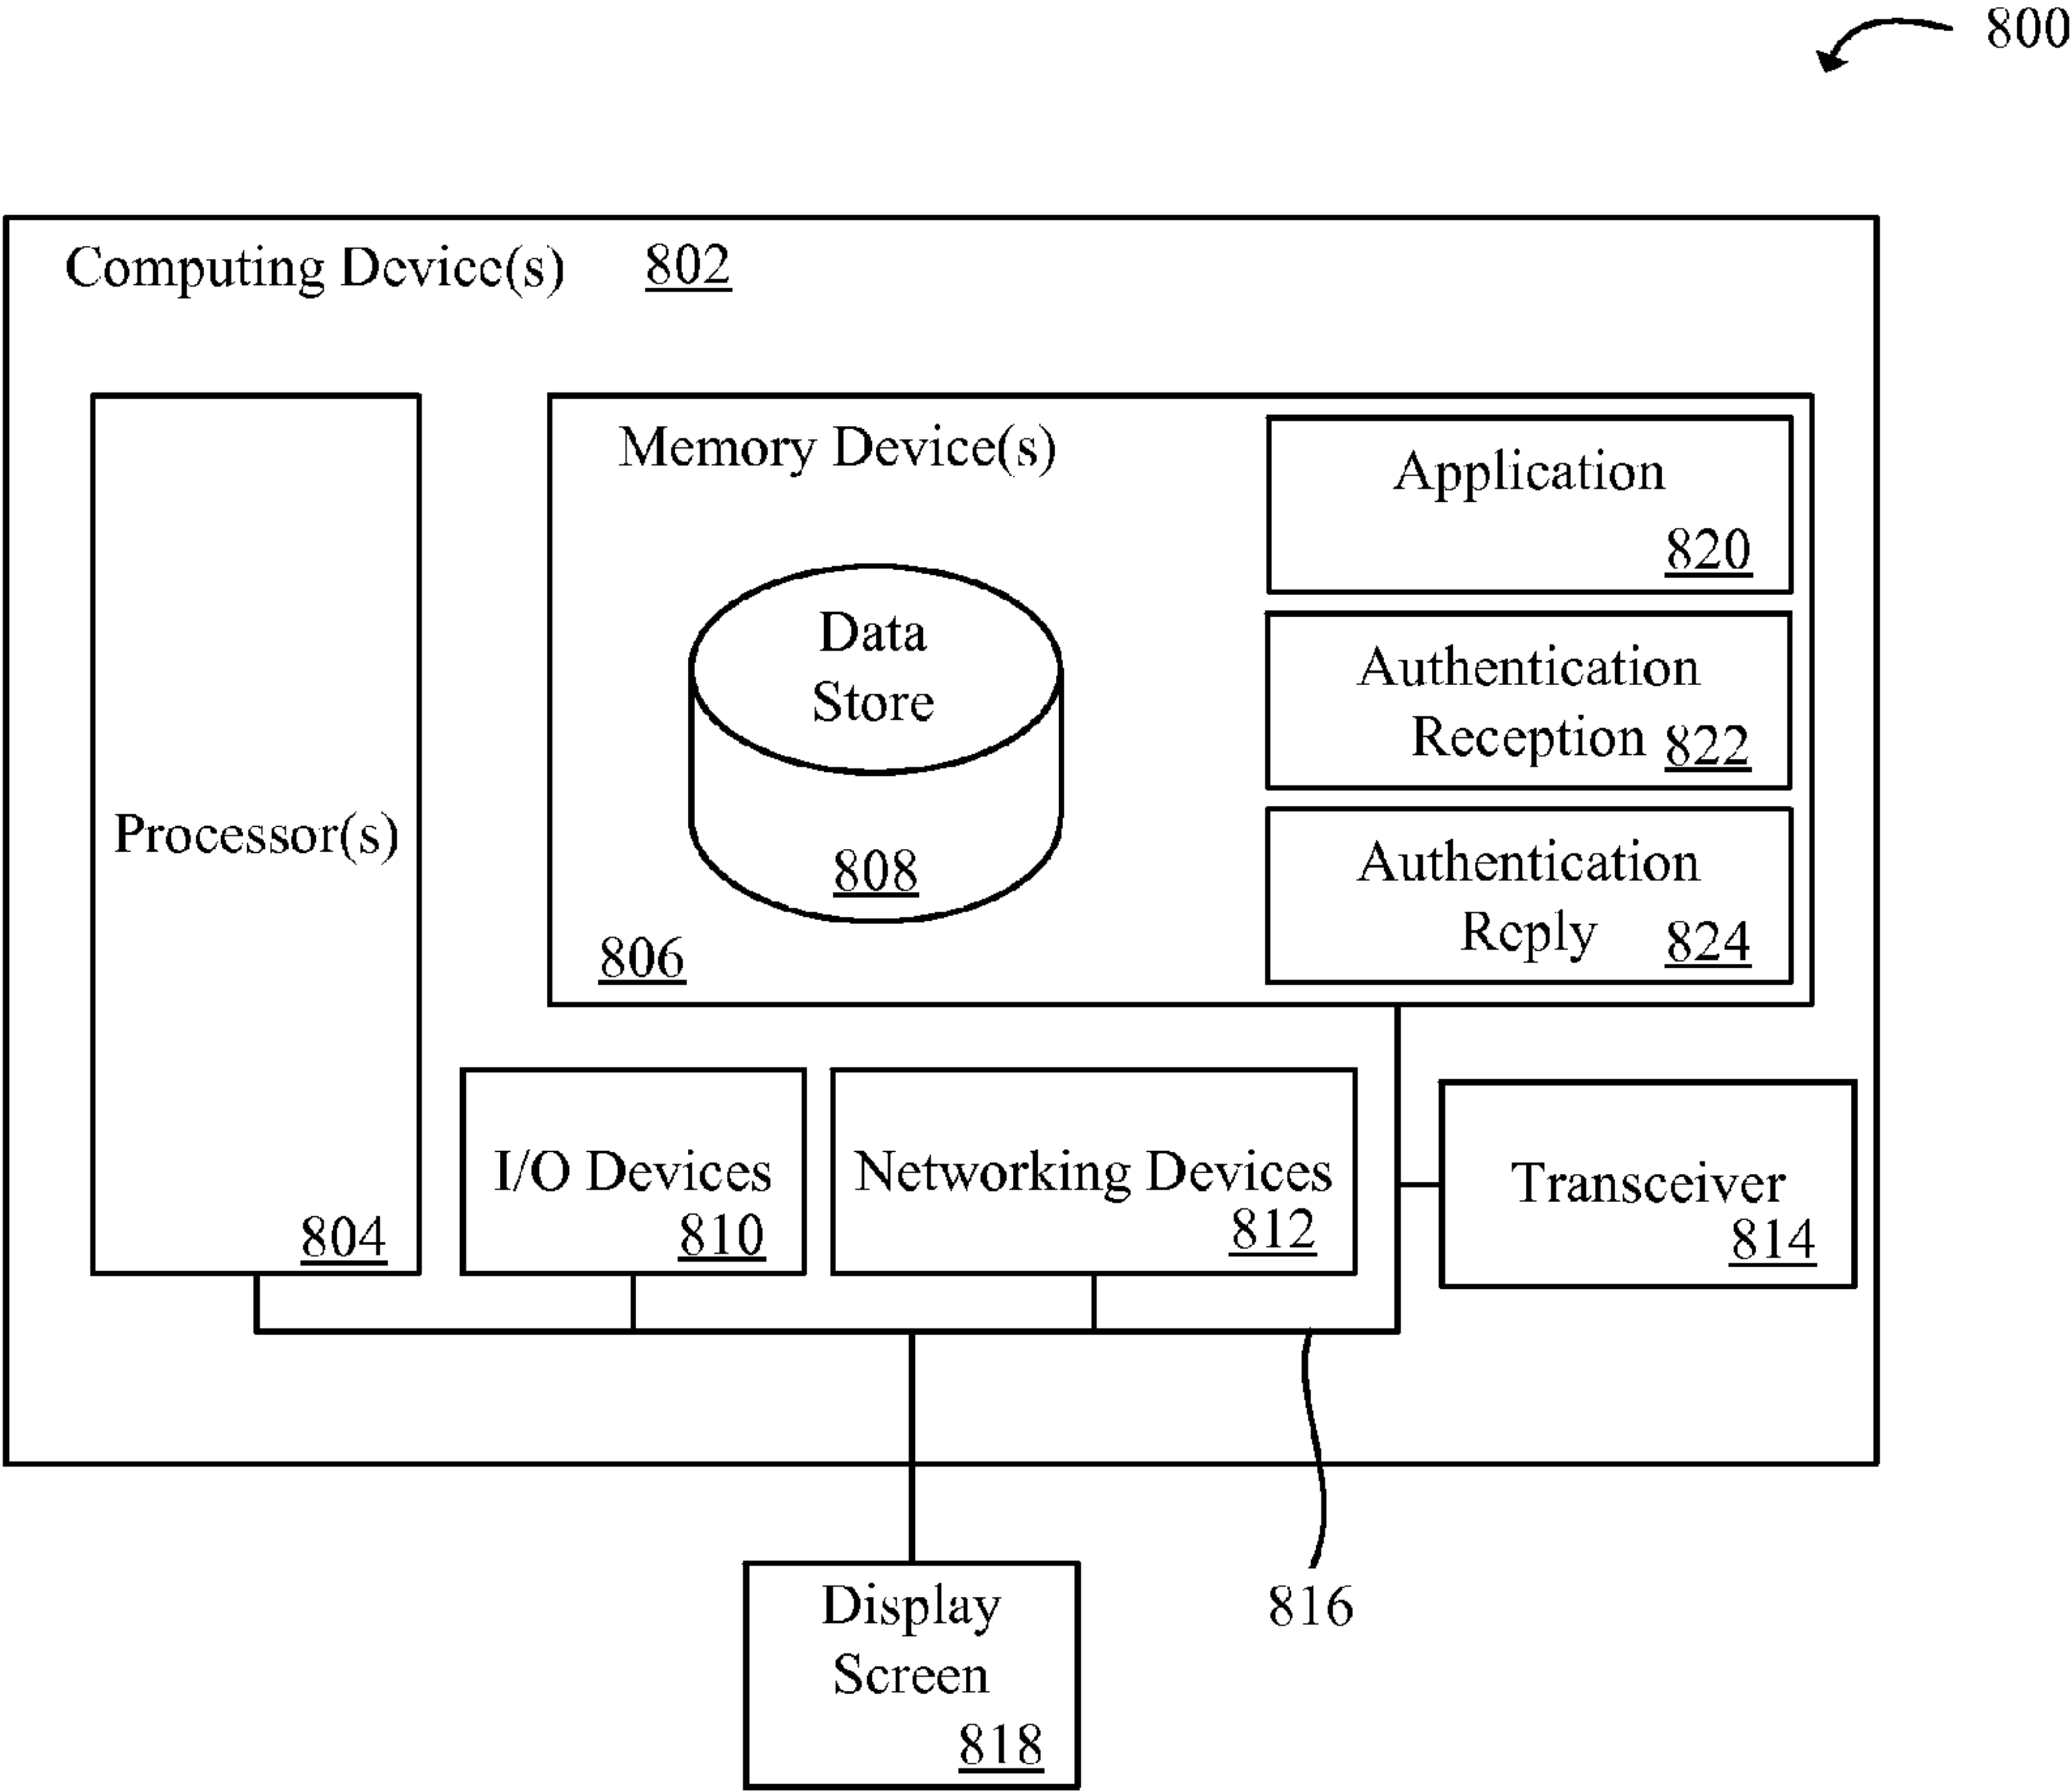 800
Computing Device(s) 802
Memory Device(s)
Application
820
Data
Store
808
806
Authentication
Reception 822
Authentication
Reply 824
Processor(s)
804
I/O Devices
810
Networking Devices
812
Transceiver
814
816
Display
Screen
818